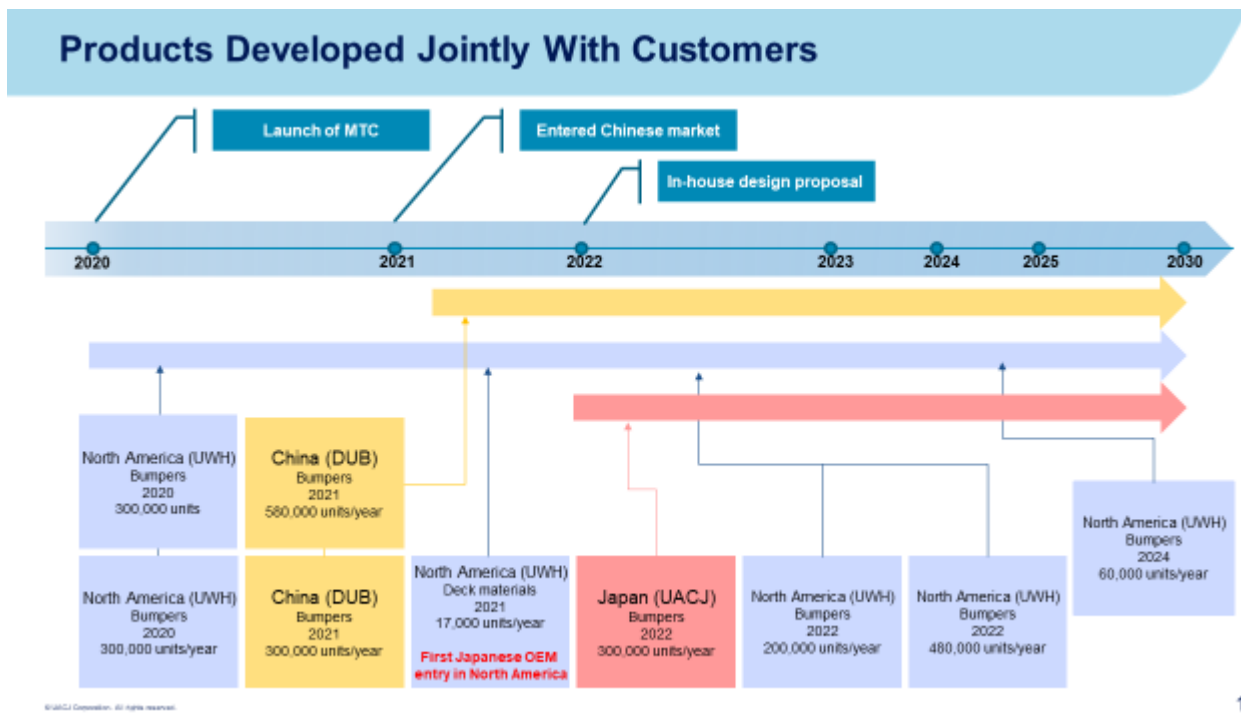 Products Developed Jointly With Customers
Launch of MTC
Entered Chinese market
In-house design proposal
2020
2021
2022
2023
2024
2025
2030
North America (UWH)
Bumpers
2020
300,000 units
China (DUB)
Bumpers
2021
580,000 units/year
North America (UWH)
Bumpers
2024
60,000 units/year
North America (UWH)
Bumpers
2020
300,000 units/year
China (DUB)
Bumpers
2021
300,000 units/year
North America (UWH)
Deck materials
2021
17,000 units/year
First Japanese OEM
entry in North America
Japan (UACJ)
Bumpers
2022
300,000 units/year
North America (UWH)
Bumpers
2022
200,000 units/year
North America (UWH)
Bumpers
2022
480,000 units/year
©UACJ Corporation. All rights reserved.